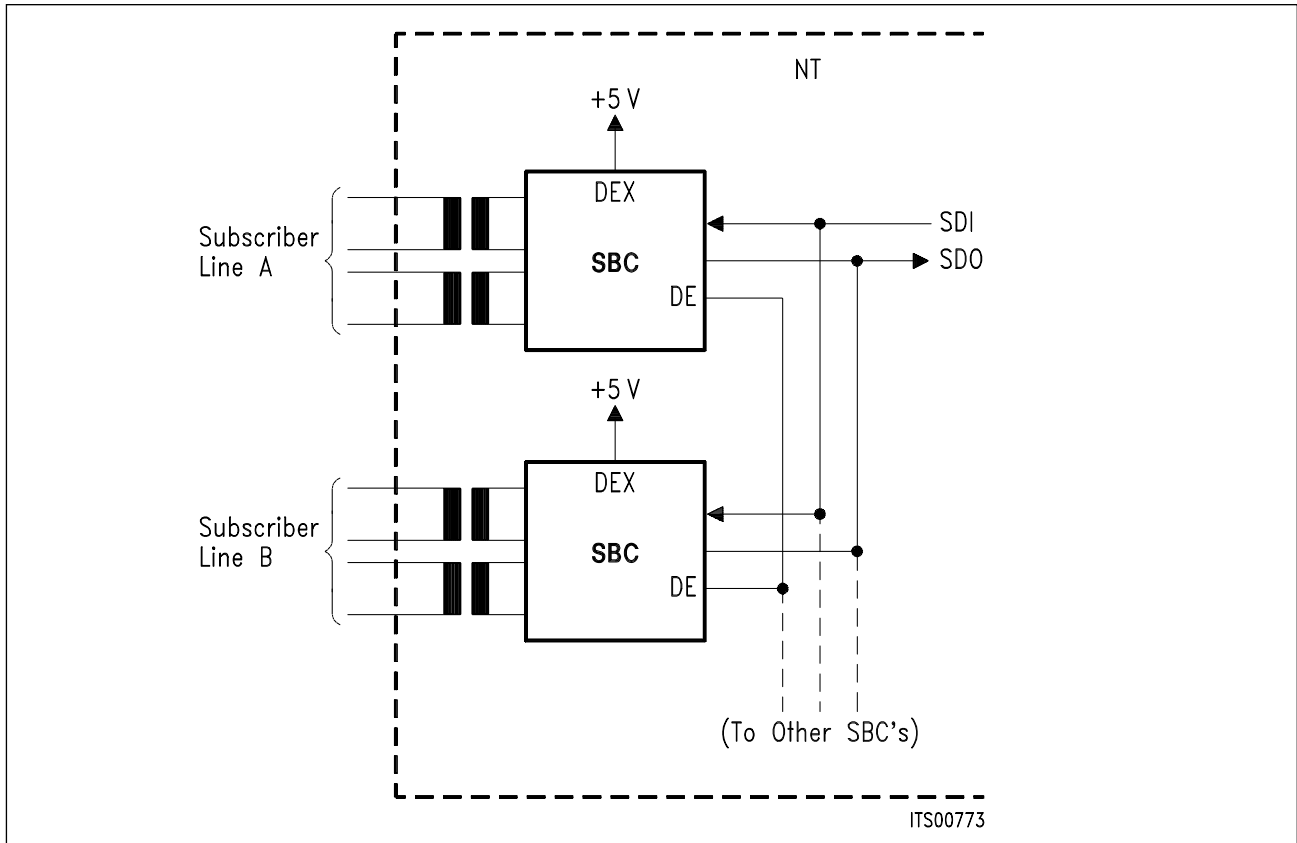 NT
+5 V
DEX
SBC
DE
Subscriber
Line A
SDI
SDO
+5 V
DEX
SBC
DE
Subscriber
Line B
(To Other SBC's)
ITS00773